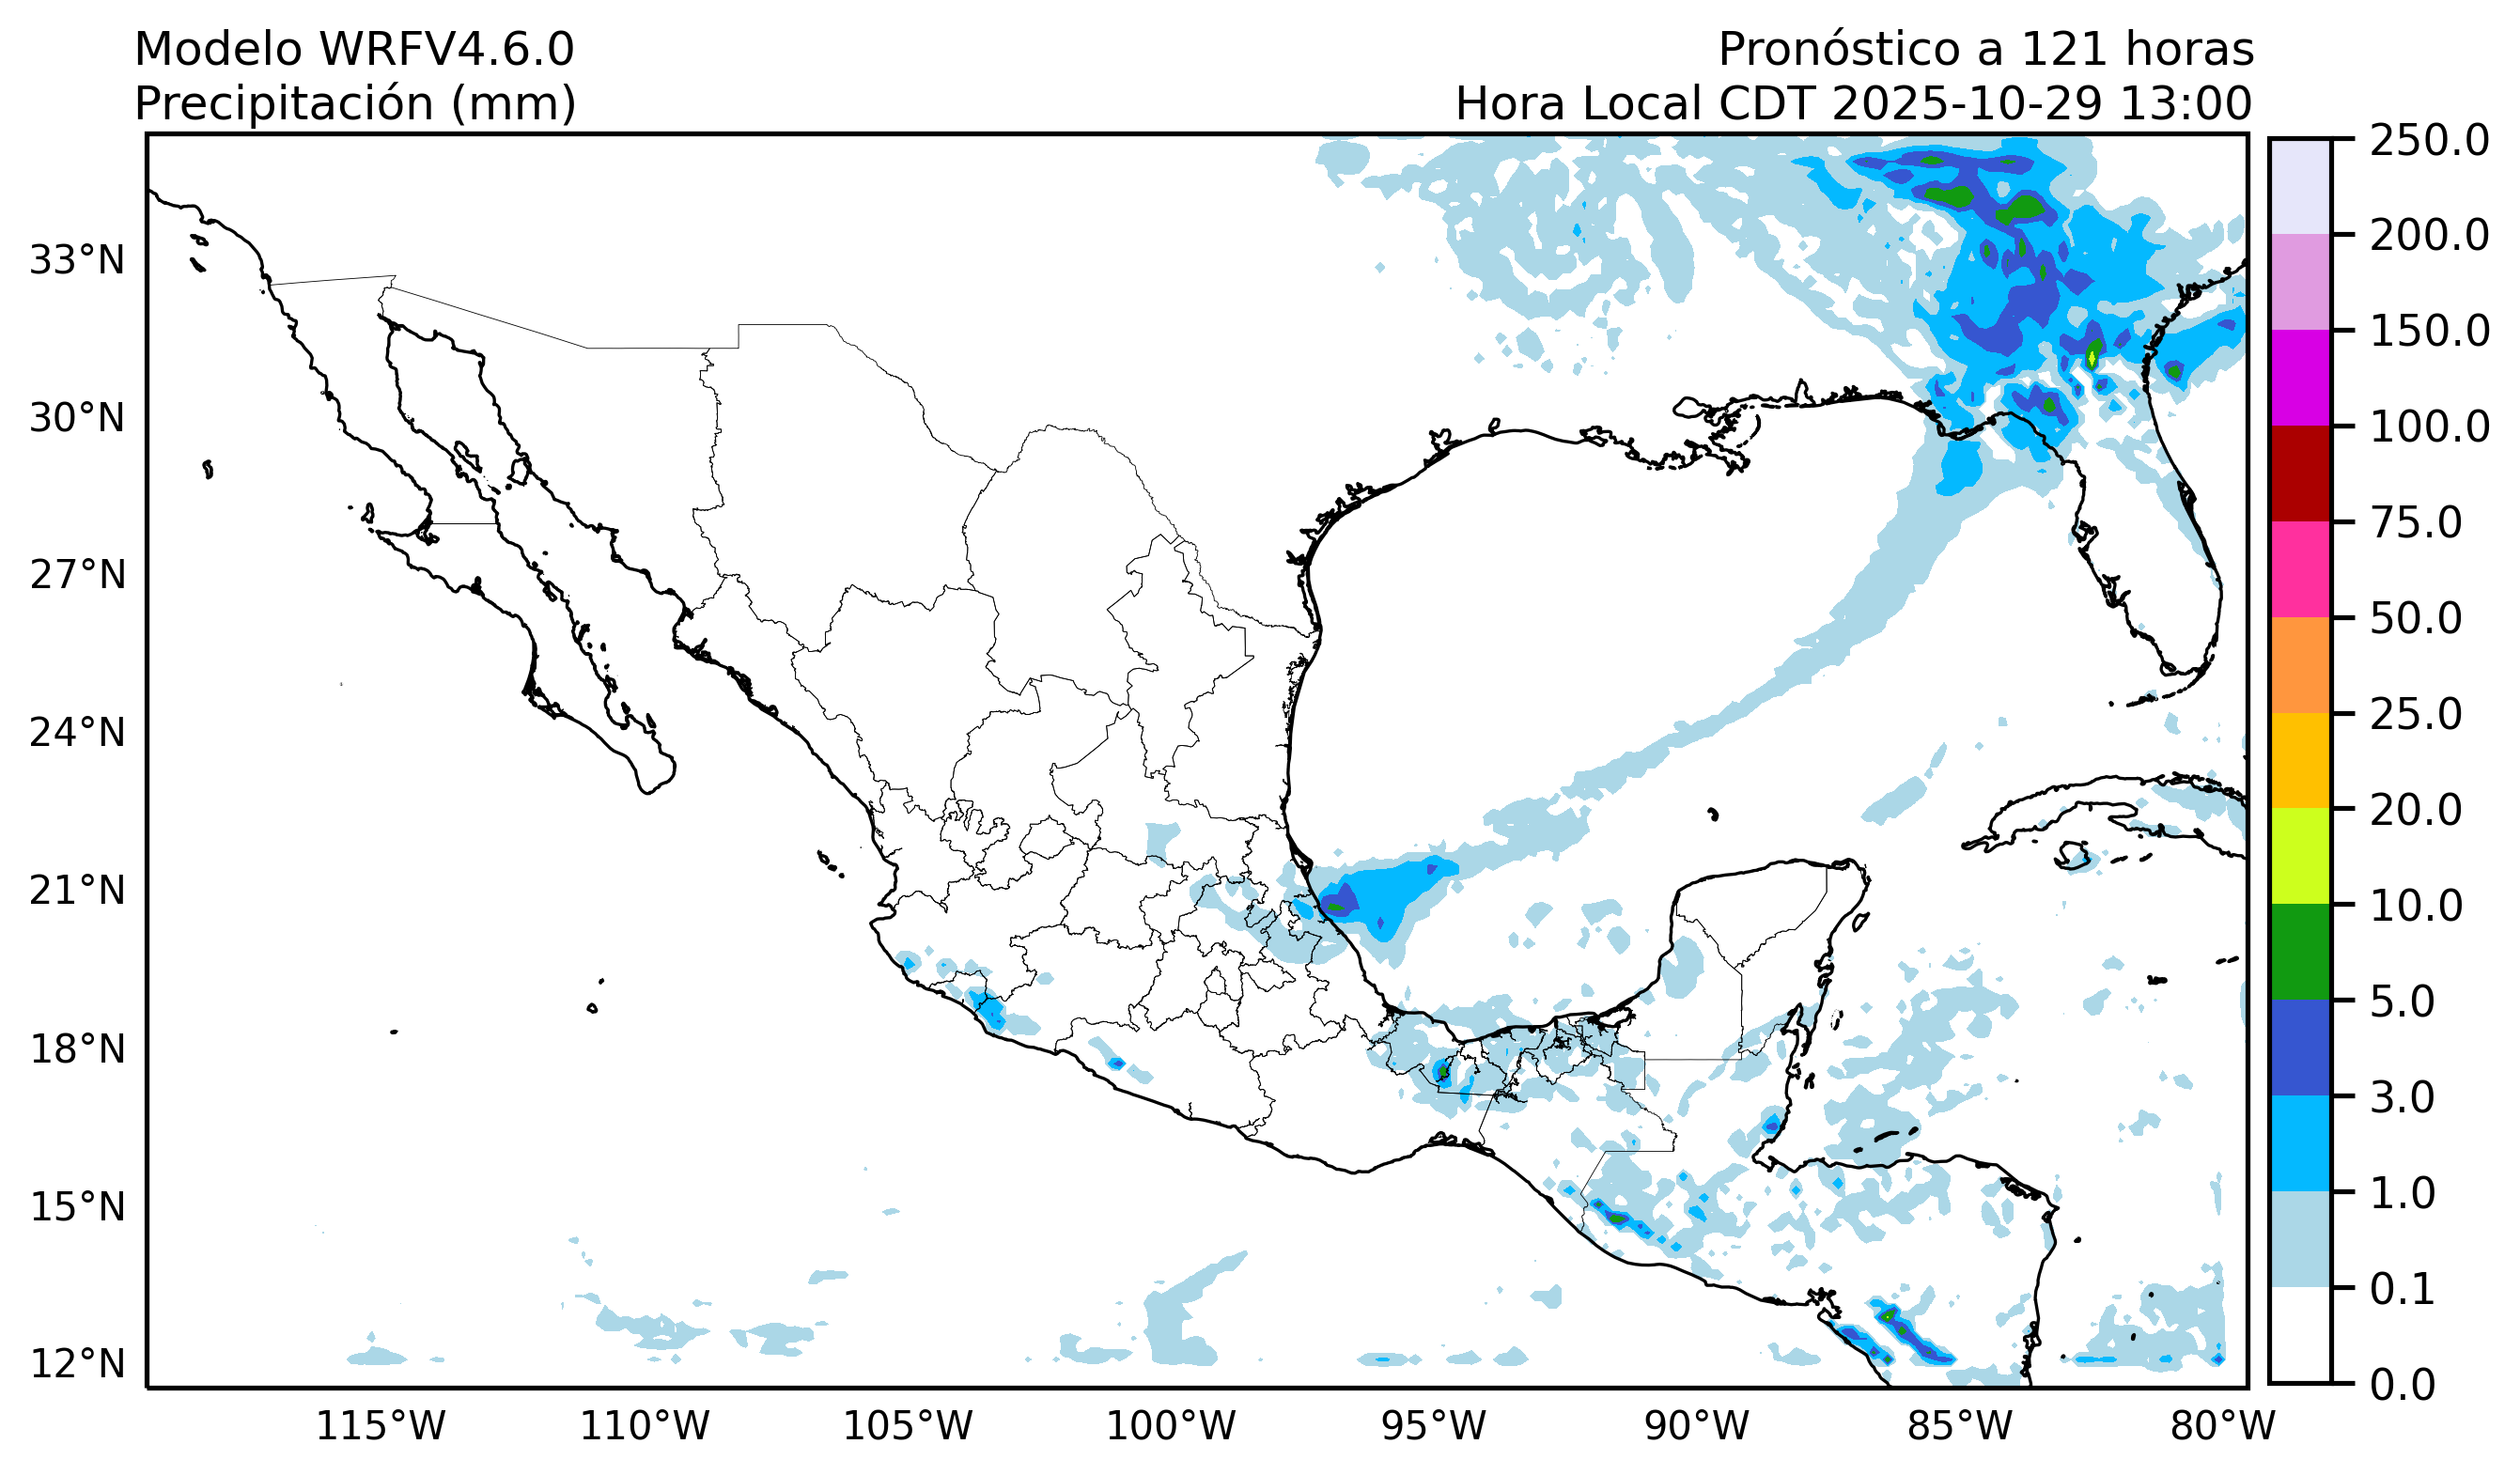 Modelo WRFV4.6.0
Precipitación (mm)
Pronóstico a 121 horas
Hora Local CDT 2025-10-29 13:00
33°N
30°N
27°N
24°N
21°N
18°N
15°N
12°N
115°W
110°W
105°W
100°W
95°W
90°W
85°W
80°W
250.0
200.0
150.0
100.0
75.0
50.0
25.0
20.0
10.0
5.0
3.0
1.0
0.1
0.0